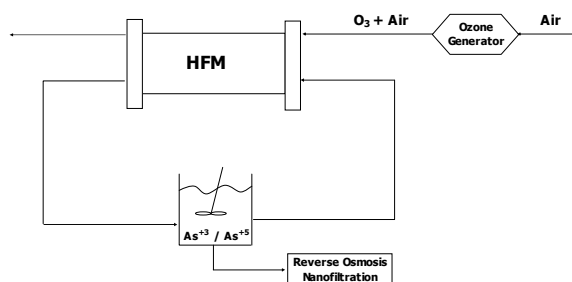 O₃ + Air
Ozone
Generator
Air
HFM
As⁺³ / As⁺⁵
Reverse Osmosis
Nanofiltration